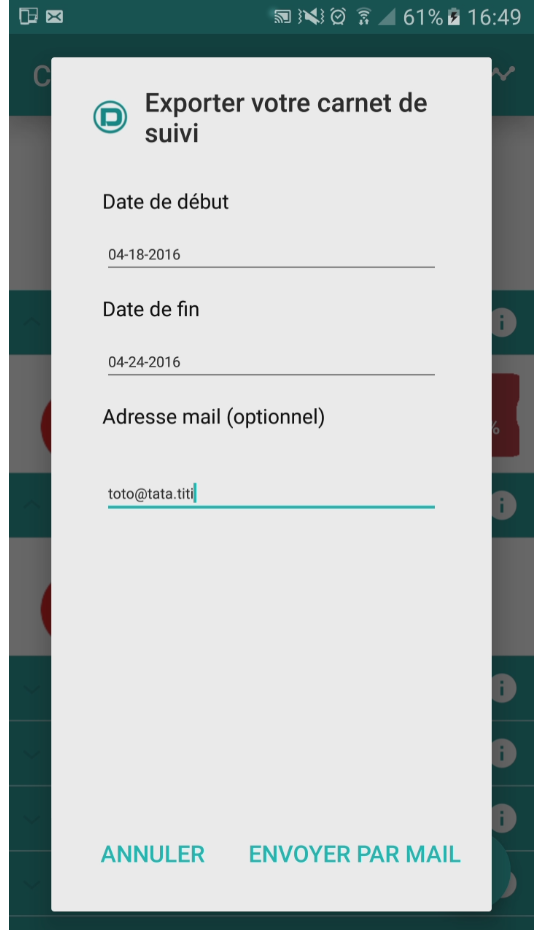 61% 16:49
C
Exporter votre carnet de
suivi
Date de début
04-18-2016
Date de fin
04-24-2016
Adresse mail (optionnel)
%
toto@tata.titi
ANNULER ENVOYER PAR MAIL